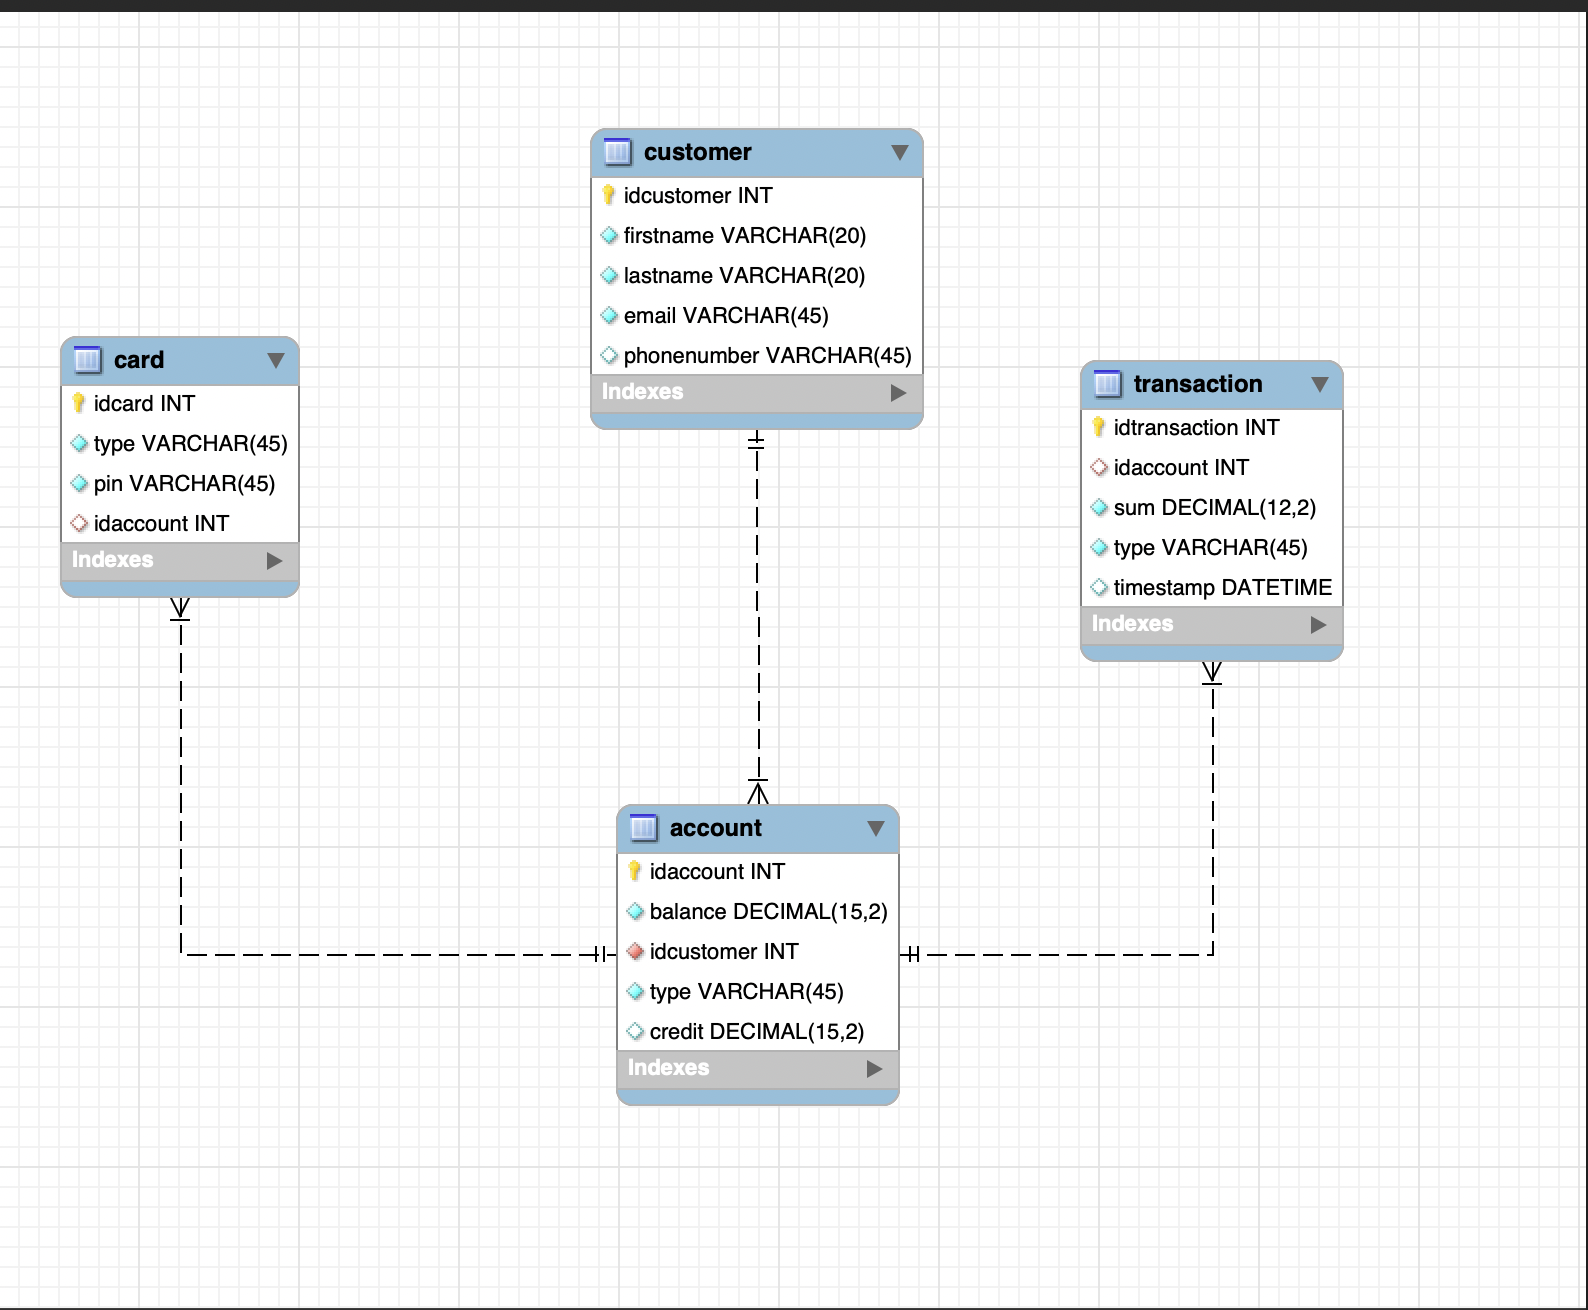 customer
idcustomer INT
firstname VARCHAR(20)
lastname VARCHAR(20)
email VARCHAR(45)
phonenumber VARCHAR(45)
Indexes
card
idcard INT
type VARCHAR(45)
pin VARCHAR(45)
idaccount INT
Indexes
transaction
idtransaction INT
idaccount INT
sum DECIMAL(12,2)
type VARCHAR(45)
timestamp DATETIME
Indexes
account
idaccount INT
balance DECIMAL(15,2)
idcustomer INT
type VARCHAR(45)
credit DECIMAL(15,2)
Indexes